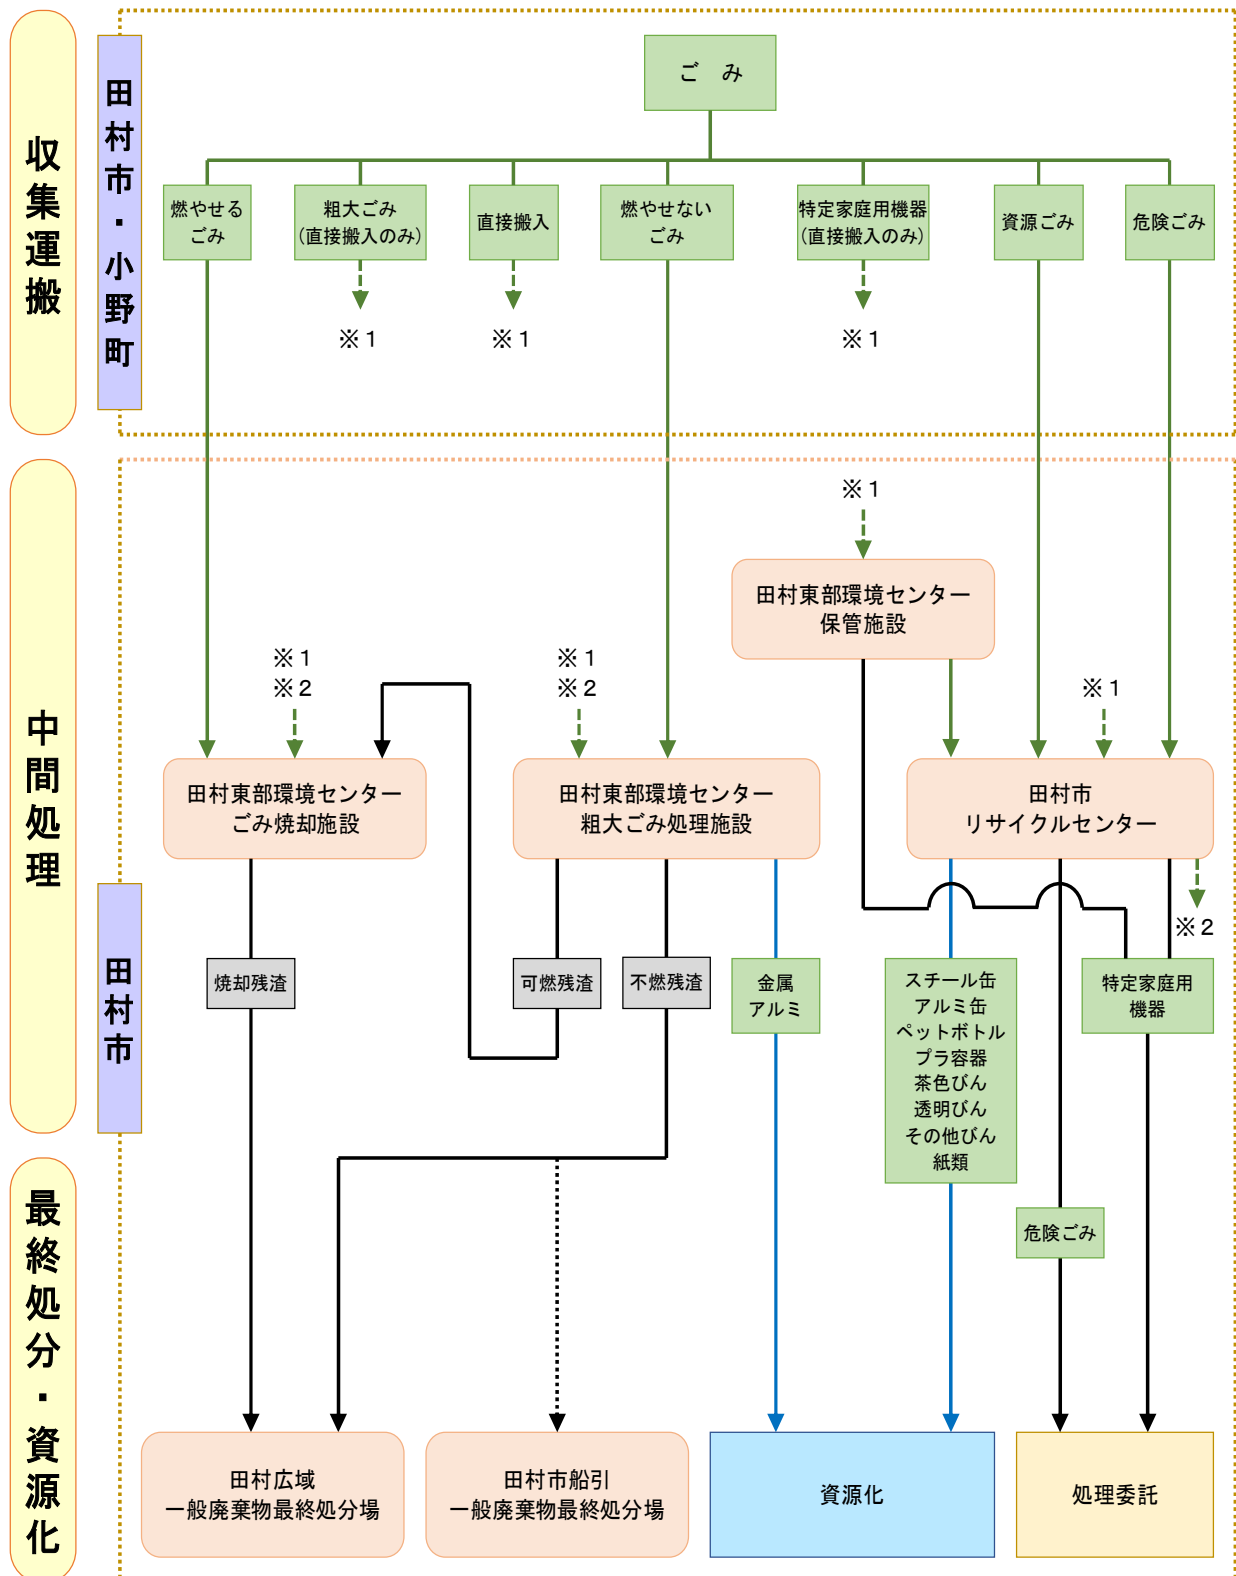 収集運搬
田村市・小野町
ご　み
燃やせる
ごみ
粗大ごみ
(直接搬入のみ)
直接搬入
燃やせない
ごみ
特定家庭用機器
(直接搬入のみ)
資源ごみ
危険ごみ
※1
※1
※1
中間処理
田村市
※1
田村東部環境センター
保管施設
※1
※2
※1
※2
※1
田村東部環境センター
ごみ焼却施設
田村東部環境センター
粗大ごみ処理施設
田村市
リサイクルセンター
※2
焼却残渣
可燃残渣
不燃残渣
金属
アルミ
スチール缶
アルミ缶
ペットボトル
プラ容器
茶色びん
透明びん
その他びん
紙類
特定家庭用
機器
危険ごみ
最終処分・資源化
田村広域
一般廃棄物最終処分場
田村市船引
一般廃棄物最終処分場
資源化
処理委託